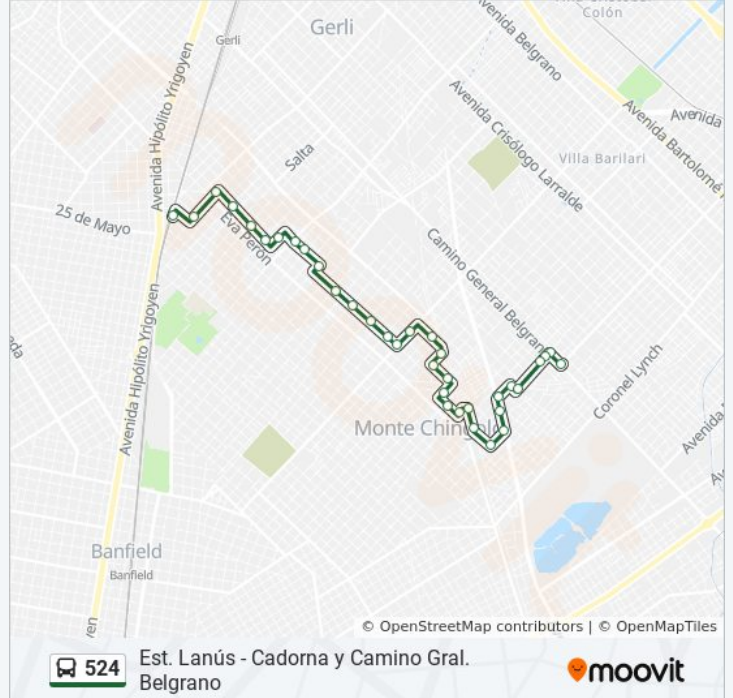 Colón
Avenida Belgrano
Gerli
Gerli
Avenida Hipólito Yrigoyen
Avenida
Avenida Bartolomé
Avenida Crisólogo Larralde
Villa Barilari
Salta
25 de Mayo
Eva Perón
Camino General Belgrano
Avenida Hipólito Yrigoyen
Coronel Lynch
Monte Chingolo
Banfield
Banfield
© OpenStreetMap contributors | © OpenMapTiles
524
Est. Lanús - Cadorna y Camino Gral.
Belgrano
moovit